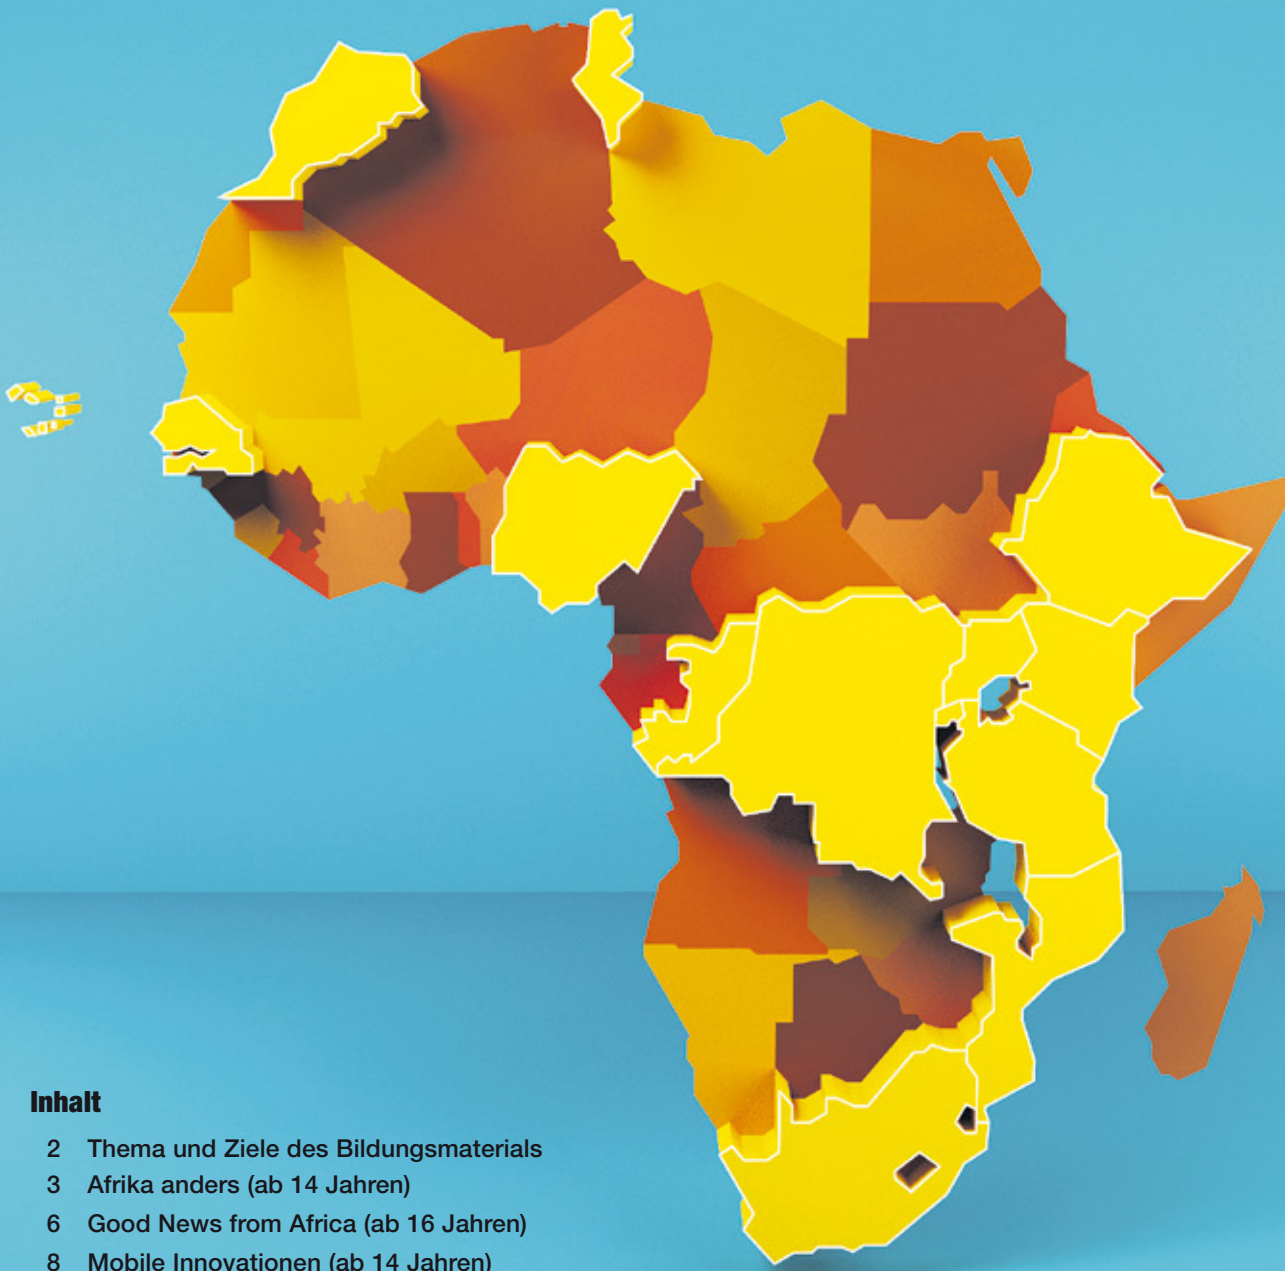 Inhalt
2 Thema und Ziele des Bildungsmaterials
3 Afrika anders (ab 14 Jahren)
6 Good News from Africa (ab 16 Jahren)
8 Mobile Innovationen (ab 14 Jahren)